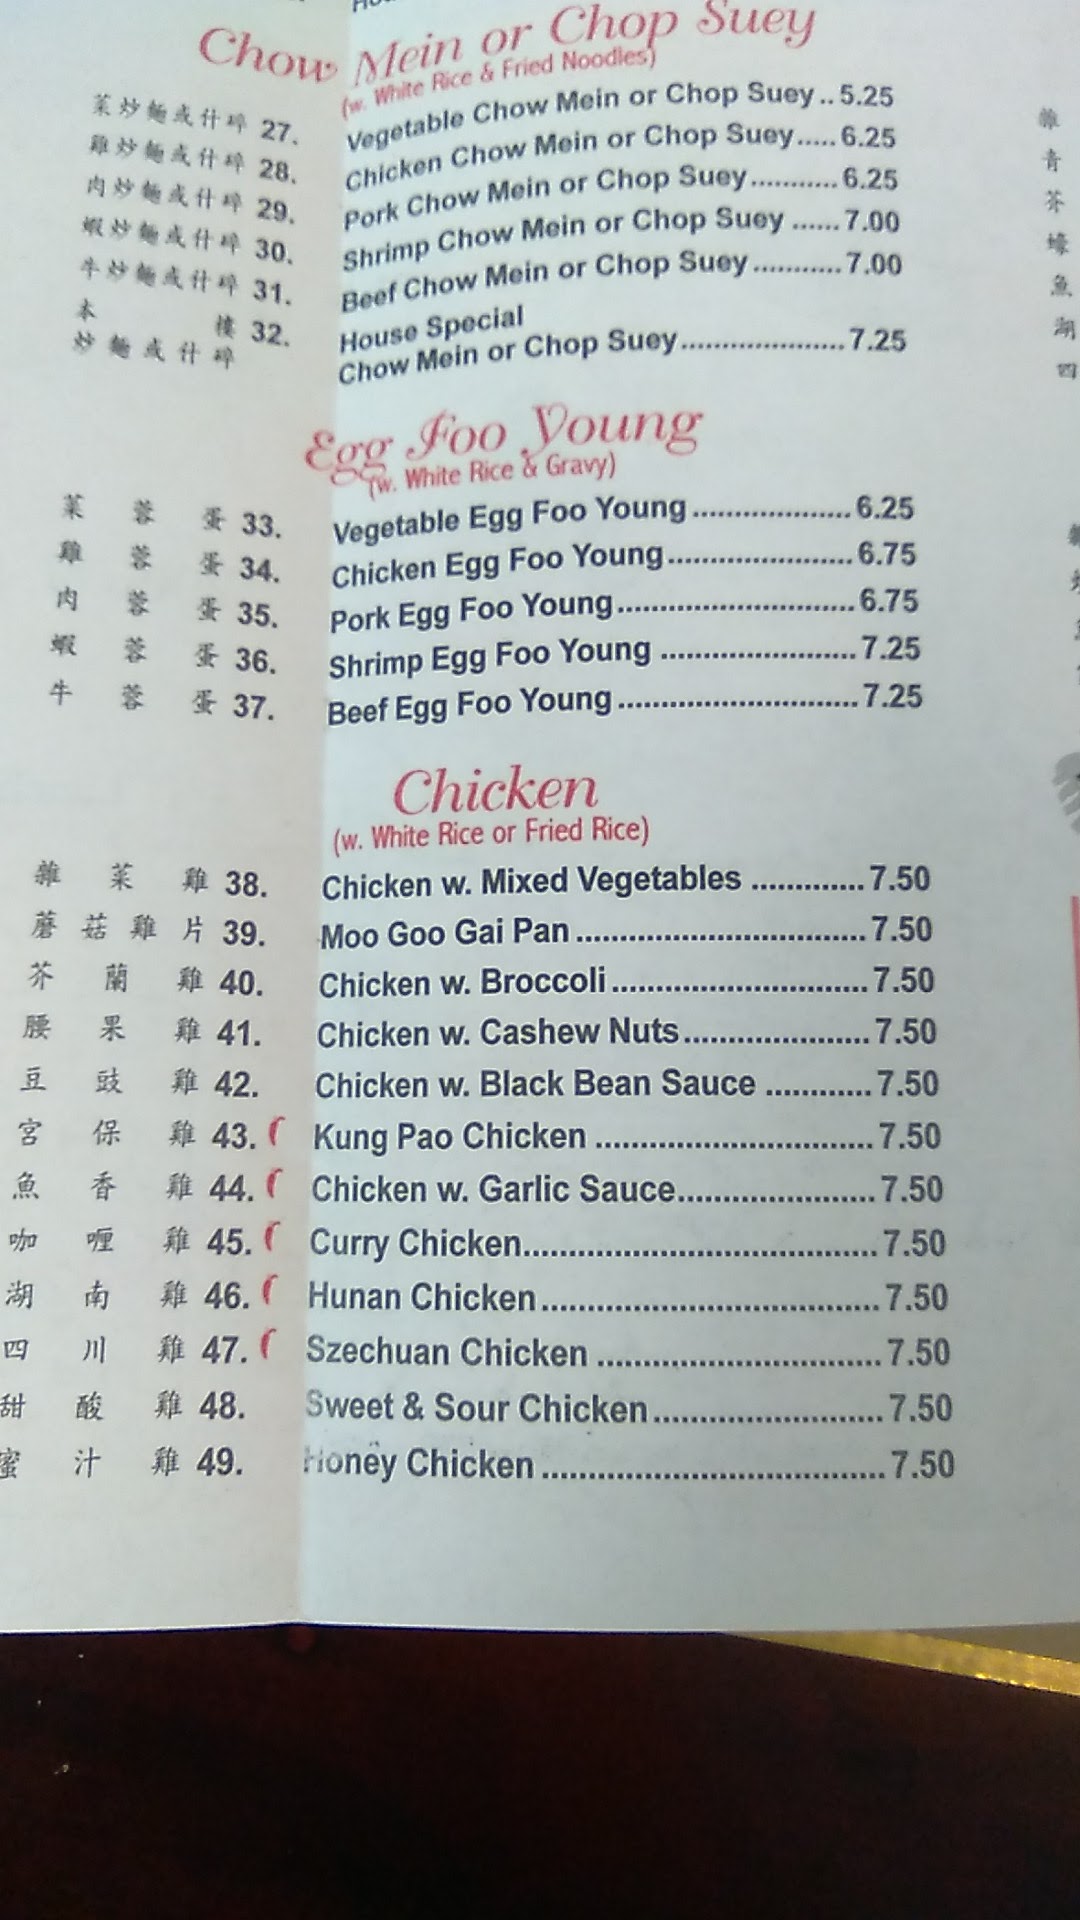 Chow Mein or Chop Suey
(w. White Rice & Fried Noodles)
菜炒麵或什碎 27. Vegetable Chow Mein or Chop Suey..5.25
雞炒麵或什碎 28. Chicken Chow Mein or Chop Suey.....6.25
肉炒麵或什碎 29. Pork Chow Mein or Chop Suey...........6.25
蝦炒麵或什碎 30. Shrimp Chow Mein or Chop Suey ......7.00
牛炒麵或什碎 31. Beef Chow Mein or Chop Suey...........7.00
本 樓 32. House Special
炒麵或什碎 Chow Mein or Chop Suey.....................7.25
Egg Foo Young
(w. White Rice & Gravy)
菜蓉蛋 33. Vegetable Egg Foo Young...................6.25
雞蓉蛋 34. Chicken Egg Foo Young.......................6.75
肉蓉蛋 35. Pork Egg Foo Young.............................6.75
蝦蓉蛋 36. Shrimp Egg Foo Young ........................7.25
牛蓉蛋 37. Beef Egg Foo Young.............................7.25
Chicken
(w. White Rice or Fried Rice)
雜菜雞 38. Chicken w. Mixed Vegetables .............7.50
蘑菇雞片 39. Moo Goo Gai Pan.................................7.50
芥蘭雞 40. Chicken w. Broccoli.............................7.50
腰果雞 41. Chicken w. Cashew Nuts.....................7.50
豆豉雞 42. Chicken w. Black Bean Sauce ............7.50
宮保雞 43. Kung Pao Chicken ...............................7.50
魚香雞 44. Chicken w. Garlic Sauce......................7.50
咖喱雞 45. Curry Chicken.......................................7.50
湖南雞 46. Hunan Chicken.....................................7.50
四川雞 47. Szechuan Chicken ...............................7.50
甜酸雞 48. Sweet & Sour Chicken.........................7.50
蜜汁雞 49. Honey Chicken.....................................7.50
雜
青
芥
蠔
魚
湖
四